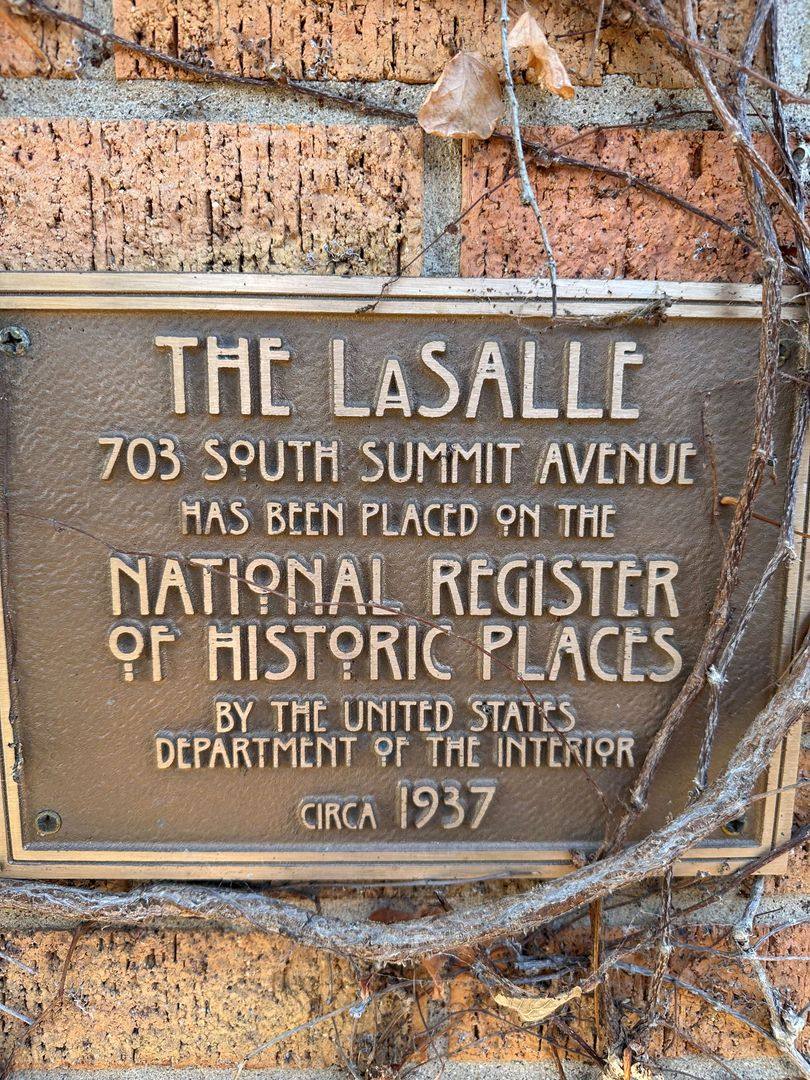 THE LaSALLE
703 SOUTH SUMMIT AVENUE
HAS BEEN PLACED ON THE
NATIONAL REGISTER
OF HISTORIC PLACES
BY THE UNITED STATES
DEPARTMENT OF THE INTERIOR
CIRCA 1937